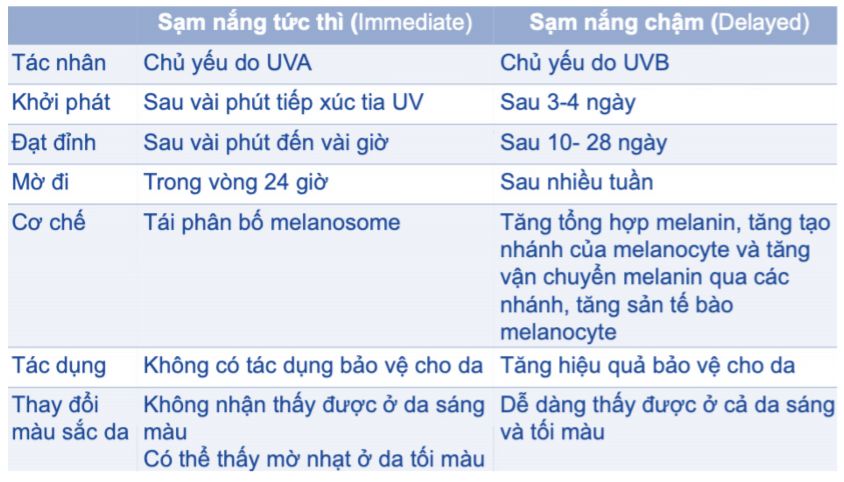 Sạm nắng tức thì (Immediate) Sạm nắng chậm (Delayed)
Tác nhân Chủ yếu do UVA Chủ yếu do UVB
Khởi phát Sau vài phút tiếp xúc tia UV Sau 3-4 ngày
Đạt đỉnh Sau vài phút đến vài giờ Sau 10- 28 ngày
Mờ đi Trong vòng 24 giờ Sau nhiều tuần
Cơ chế Tái phân bố melanosome Tăng tổng hợp melanin, tăng tạo
nhánh của melanocyte và tăng
vận chuyển melanin qua các
nhánh, tăng sản tế bào
melanocyte
Tác dụng Không có tác dụng bảo vệ cho da Tăng hiệu quả bảo vệ cho da
Thay đổi Không nhận thấy được ở da sáng Dễ dàng thấy được ở cả da sáng
màu sắc da màu và tối màu
Có thể thấy mờ nhạt ở da tối màu